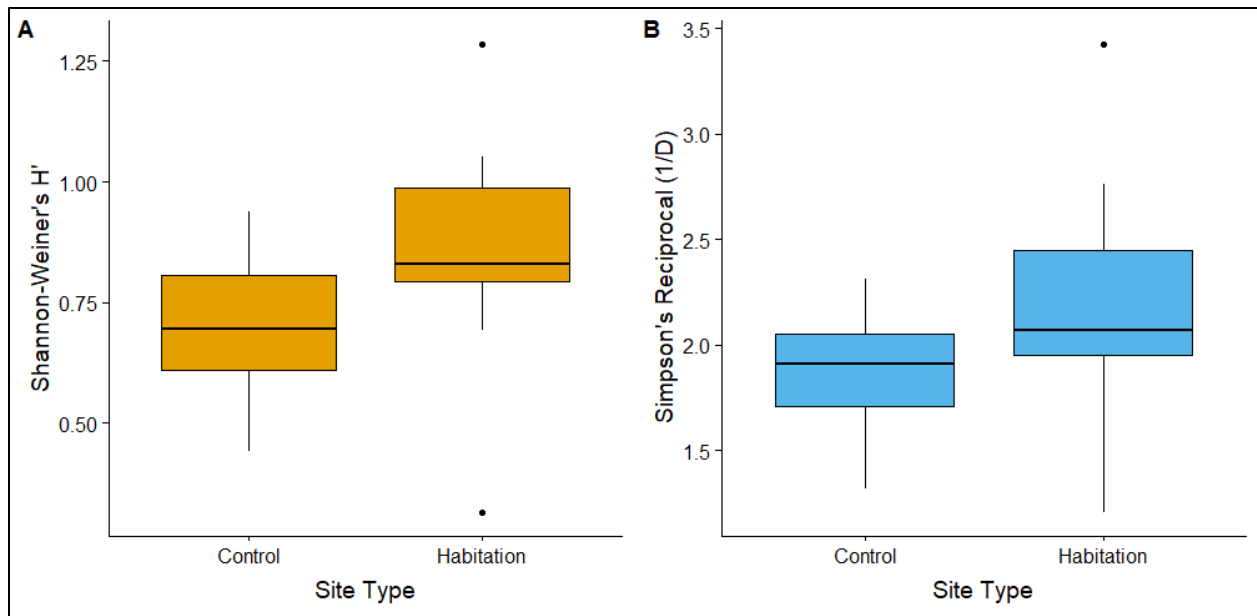 A
Shannon-Weiner's H'
1.25
1.00
0.75
0.50
Control Habitation
Site Type
B
Simpson's Reciprocal (1/D)
3.5
3.0
2.5
2.0
1.5
Control Habitation
Site Type